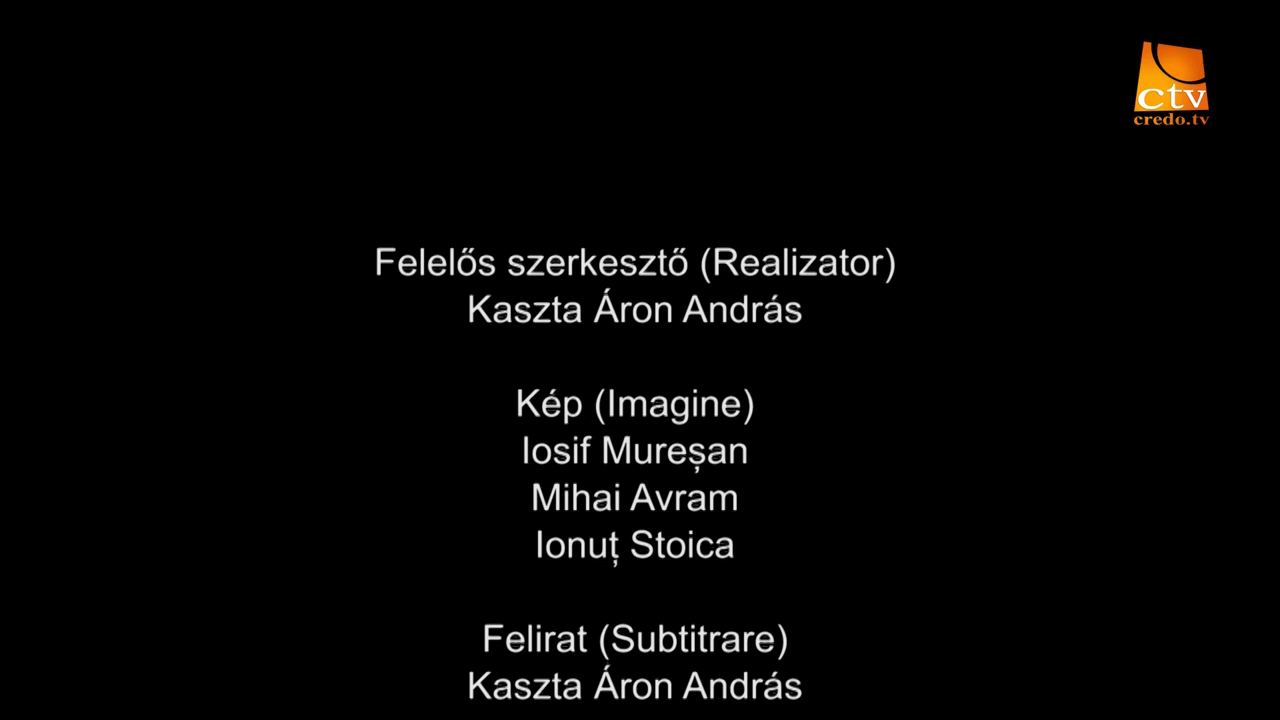 ctv
credo.tv
Felelős szerkesztő (Realizator)
Kaszta Áron András
Kép (Imagine)
Iosif Mureșan
Mihai Avram
Ionuț Stoica
Felirat (Subtitrare)
Kaszta Áron András